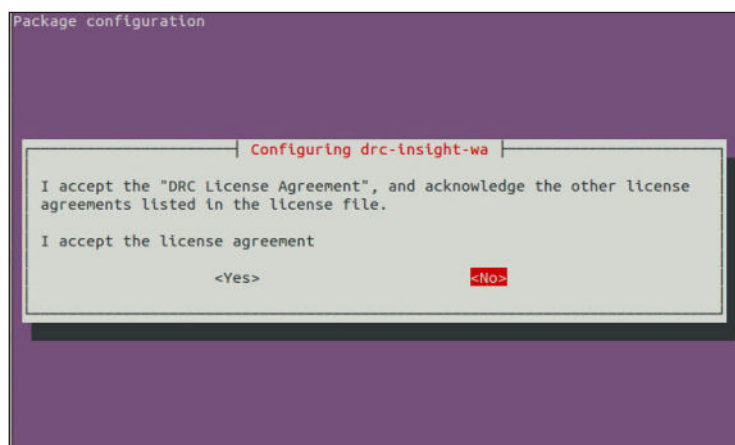 Package configuration
Configuring drc-insight-wa
I accept the "DRC License Agreement", and acknowledge the other license
agreements listed in the license file.
I accept the license agreement
<Yes> <No>